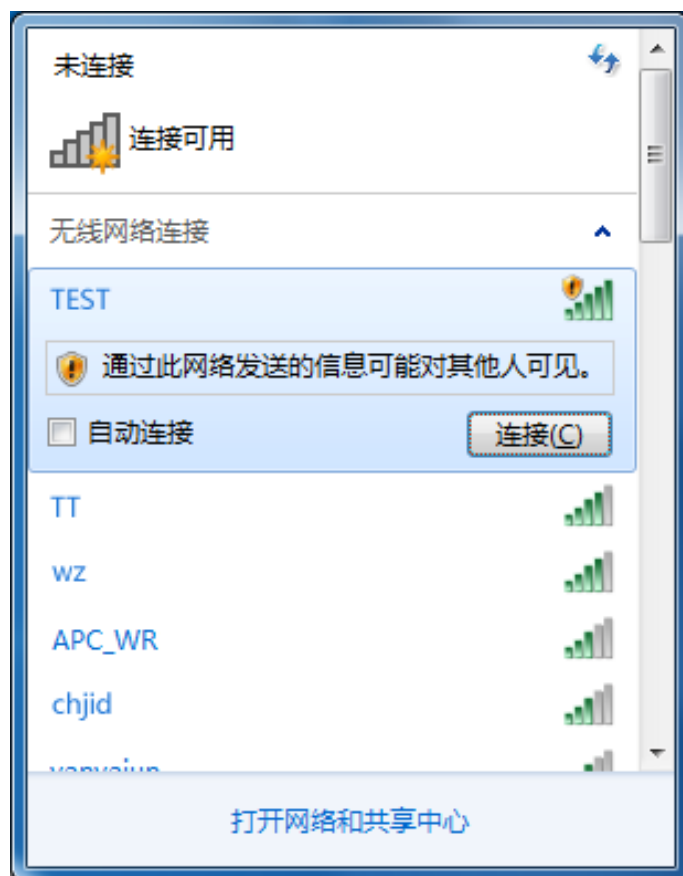 未连接
连接可用
无线网络连接
TEST
通过此网络发送的信息可能对其他人可见。
自动连接
连接(C)
TT
wz
APC_WR
chjid
打开网络和共享中心